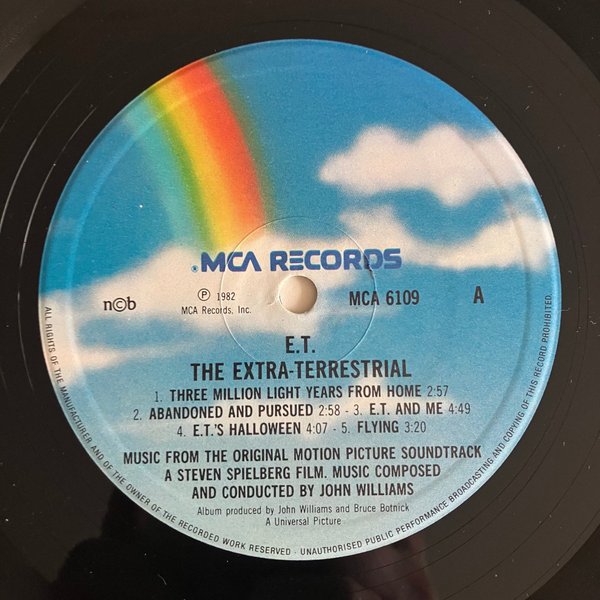 ®MCA RECORDS
n©b
℗ 1982
MCA Records, Inc.
MCA 6109
A
E.T.
THE EXTRA-TERRESTRIAL
1. THREE MILLION LIGHT YEARS FROM HOME 2:57
2. ABANDONED AND PURSUED 2:58 - 3. E.T. AND ME 4:49
4. E.T.'S HALLOWEEN 4:07 - 5. FLYING 3:20
MUSIC FROM THE ORIGINAL MOTION PICTURE SOUNDTRACK
A STEVEN SPIELBERG FILM. MUSIC COMPOSED
AND CONDUCTED BY JOHN WILLIAMS
Album produced by John Williams and Bruce Botnick
A Universal Picture
ALL RIGHTS OF THE MANUFACTURER AND OF THE OWNER OF THE RECORDED WORK RESERVED - UNAUTHORISED PUBLIC PERFORMANCE BROADCASTING AND COPYING OF THIS RECORD PROHIBITED.